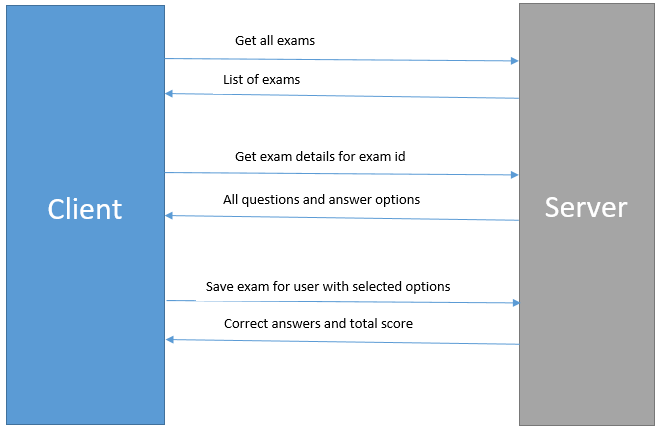 Get all exams
List of exams
Get exam details for exam id
Client
All questions and answer options
Server
Save exam for user with selected options
Correct answers and total score